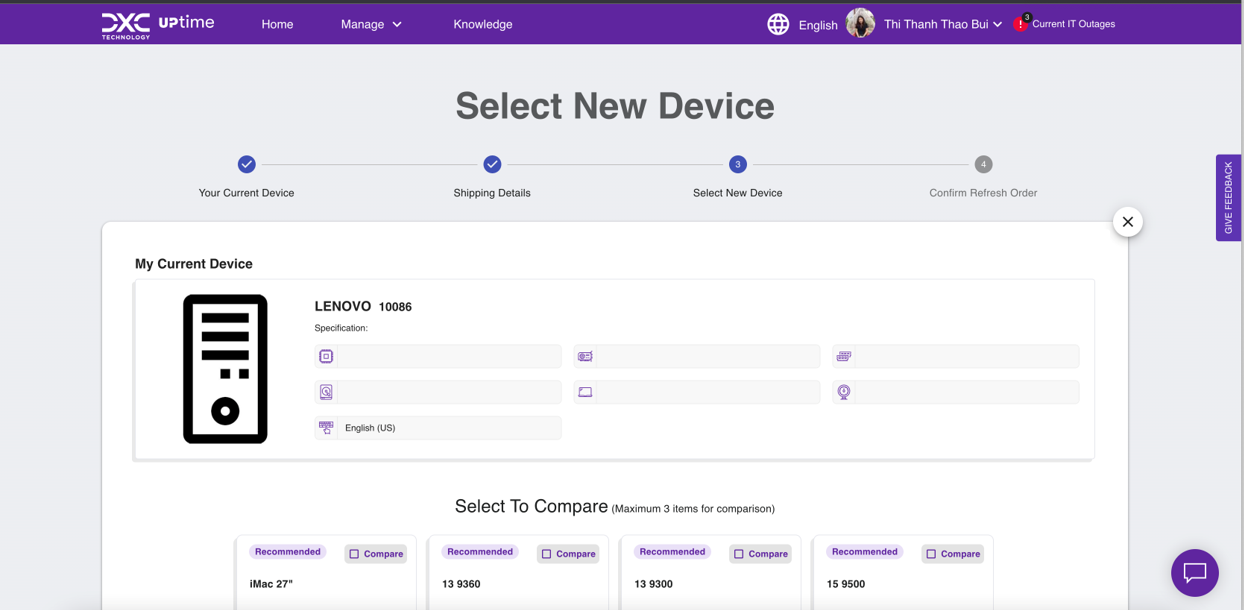 DXC TECHNOLOGY UPtime Home Manage Knowledge English Thi Thanh Thao Bui 3 Current IT Outages
Select New Device
3 4
Your Current Device Shipping Details Select New Device Confirm Refresh Order
GIVE FEEDBACK
My Current Device
LENOVO 10086
Specification:
English (US)
Select To Compare (Maximum 3 items for comparison)
Recommended Compare Recommended Compare Recommended Compare Recommended Compare
iMac 27" 13 9360 13 9300 15 9500